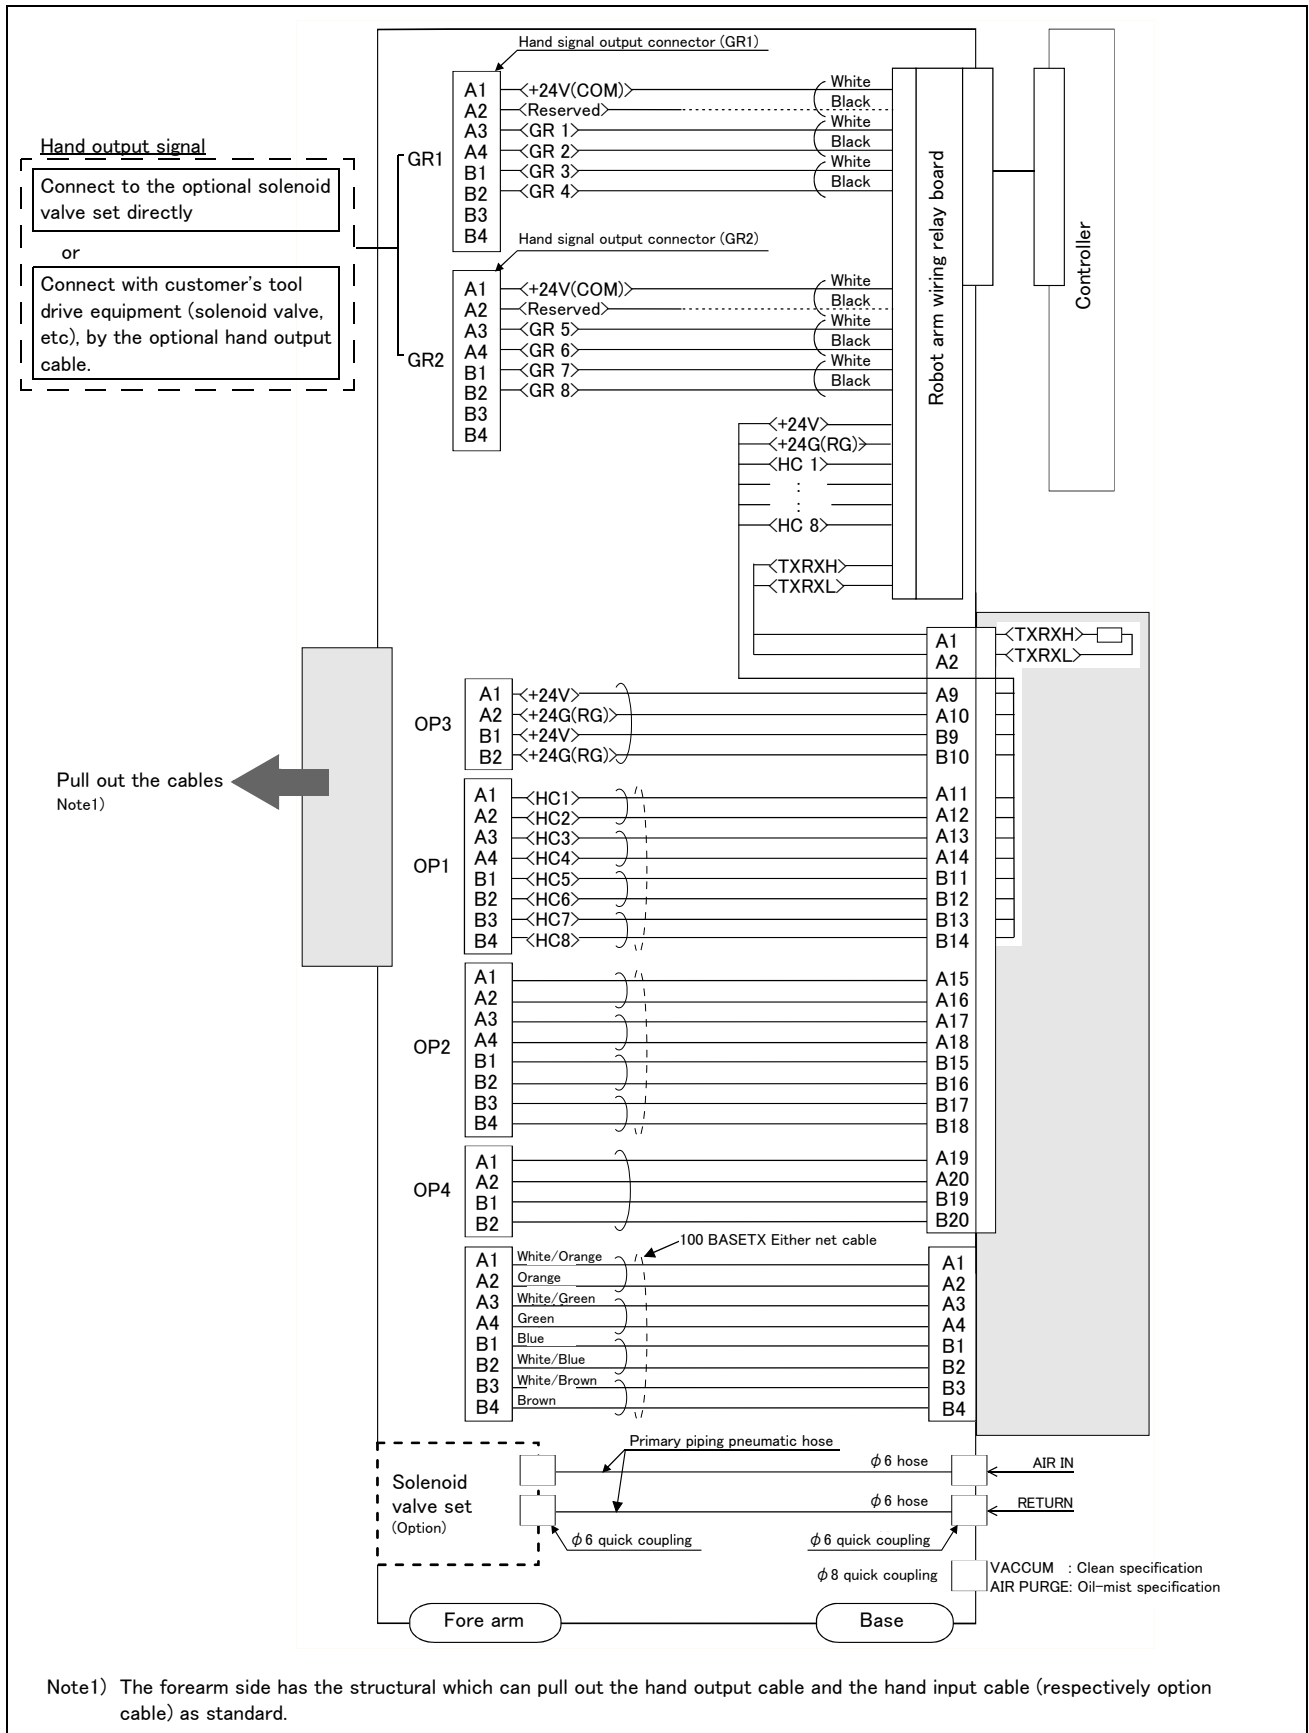 Hand signal output connector (GR1)
A1 <+24V(COM)> White
A2 <Reserved> Black
A3 <GR 1> White
A4 <GR 2> Black
B1 <GR 3> White
B2 <GR 4> Black
B3
B4
GR1
Hand output signal
Connect to the optional solenoid
valve set directly
or
Connect with customer's tool
drive equipment (solenoid valve,
etc), by the optional hand output
cable.
Hand signal output connector (GR2)
A1 <+24V(COM)> White
A2 <Reserved> Black
A3 <GR 5> White
A4 <GR 6> Black
B1 <GR 7> White
B2 <GR 8> Black
B3
B4
GR2
Robot arm wiring relay board
Controller
<+24V>
<+24G(RG)>
<HC 1>
:
:
<HC 8>
<TXRXH>
<TXRXL>
A1 <TXRXH>
A2 <TXRXL>
OP3
A1 <+24V> A9
A2 <+24G(RG)> A10
B1 <+24V> B9
B2 <+24G(RG)> B10
Pull out the cables
Note1)
OP1
A1 <HC1> A11
A2 <HC2> A12
A3 <HC3> A13
A4 <HC4> A14
B1 <HC5> B11
B2 <HC6> B12
B3 <HC7> B13
B4 <HC8> B14
OP2
A1 A15
A2 A16
A3 A17
A4 A18
B1 B15
B2 B16
B3 B17
B4 B18
OP4
A1 A19
A2 A20
B1 B19
B2 B20
100 BASETX Either net cable
A1 White/Orange A1
A2 Orange A2
A3 White/Green A3
A4 Green A4
B1 Blue B1
B2 White/Blue B2
B3 White/Brown B3
B4 Brown B4
Primary piping pneumatic hose
φ6 hose AIR IN
φ6 hose RETURN
Solenoid
valve set
(Option)
φ6 quick coupling φ6 quick coupling
φ8 quick coupling
VACCUM : Clean specification
AIR PURGE: Oil-mist specification
Fore arm Base
Note1) The forearm side has the structural which can pull out the hand output cable and the hand input cable (respectively option
cable) as standard.